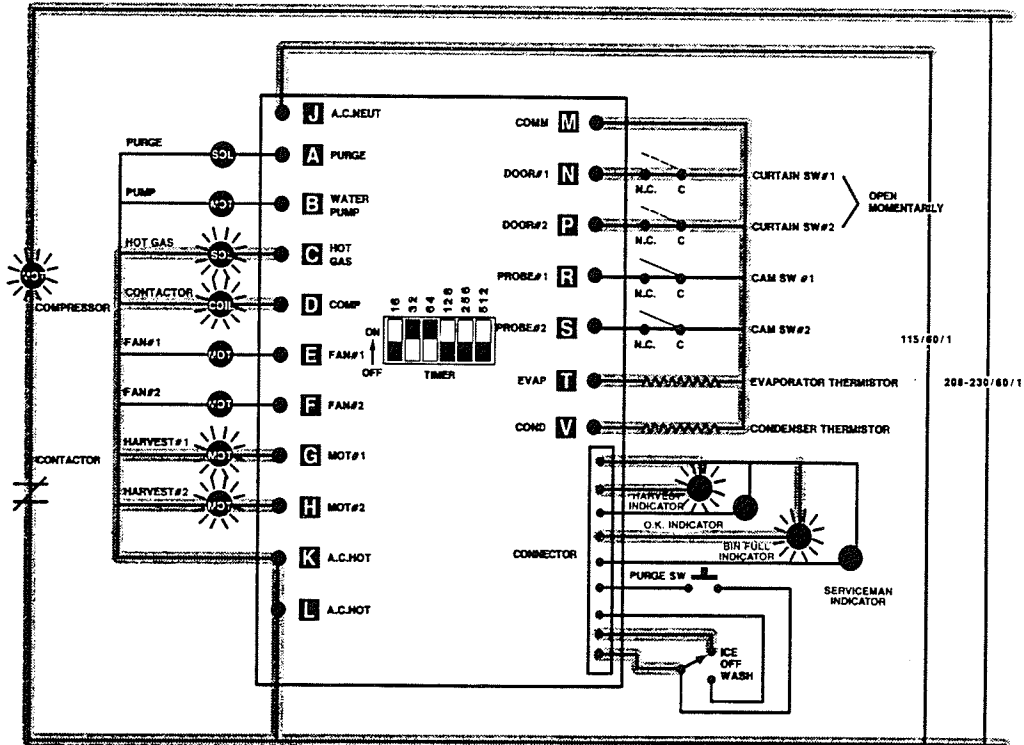 J A.C.NEUT
PURGE
SOL
A PURGE
PUMP
MOT
B WATER PUMP
HOT GAS
SOL
C HOT GAS
CONTACTOR
COIL
D COMP
COMPRESSOR
FAN#1
MOT
E FAN#1
FAN#2
MOT
F FAN#2
HARVEST#1
MOT
G MOT#1
CONTACTOR
HARVEST#2
MOT
H MOT#2
K A.C.HOT
L A.C.HOT
16 32 64 128 256 512
ON
OFF
TIMER
COMM M
DOOR#1 N
N.C. C
CURTAIN SW#1
DOOR#2 P
N.C. C
CURTAIN SW#2
OPEN MOMENTARILY
PROBE#1 R
N.C. C
CAM SW #1
PROBE#2 S
N.C. C
CAM SW#2
EVAP T
EVAPORATOR THERMISTOR
COND V
CONDENSER THERMISTOR
115/60/1
208-230/60/1
CONNECTOR
HARVEST INDICATOR
O.K. INDICATOR
BIN FULL INDICATOR
SERVICEMAN INDICATOR
PURGE SW
ICE
OFF
WASH